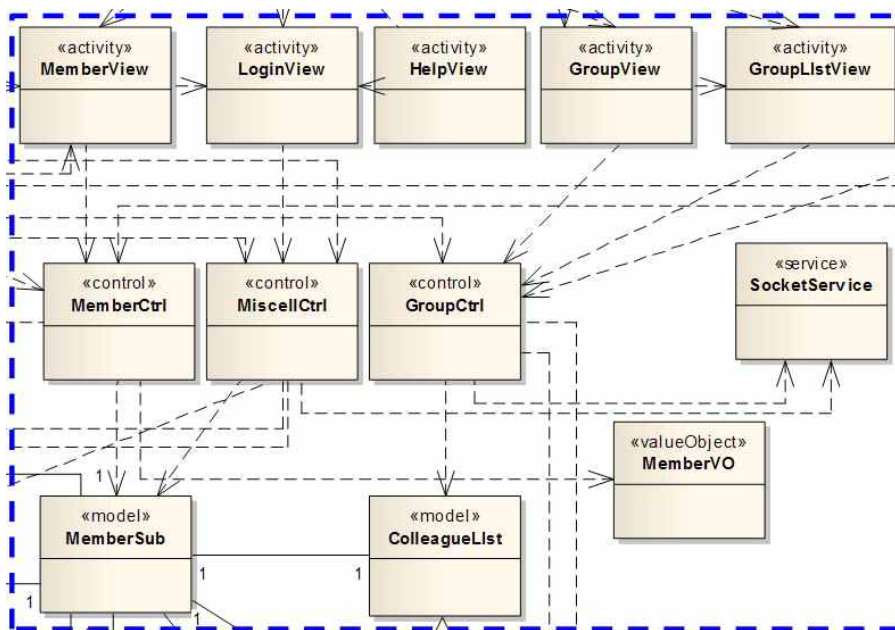 «activity»
MemberView
«activity»
LoginView
«activity»
HelpView
«activity»
GroupView
«activity»
GroupLIstView
«control»
MemberCtrl
«control»
MiscellCtrl
«control»
GroupCtrl
«service»
SocketService
«valueObject»
MemberVO
1
«model»
MemberSub
«model»
ColleagueLIst
1
1
1
1